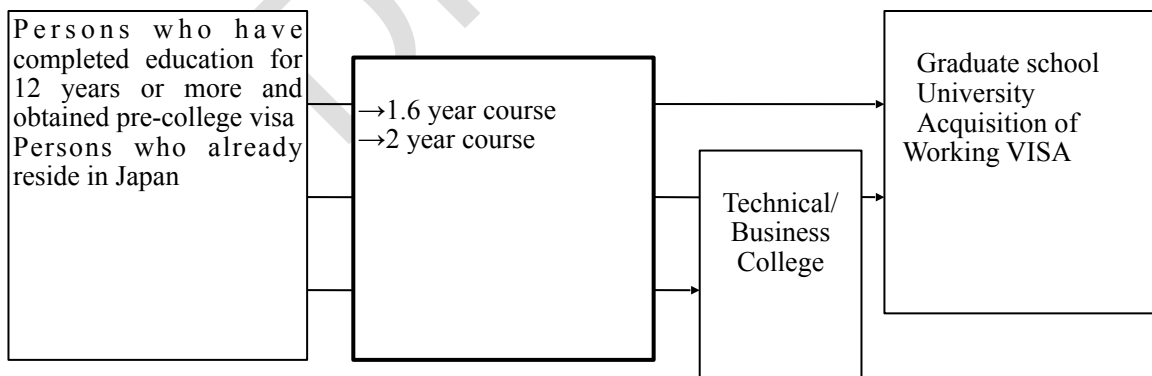 Persons who have
completed education for
12 years or more and
obtained pre-college visa
Persons who already
reside in Japan
→1.6 year course
→2 year course
Technical/
Business
College
Graduate school
University
Acquisition of
Working VISA